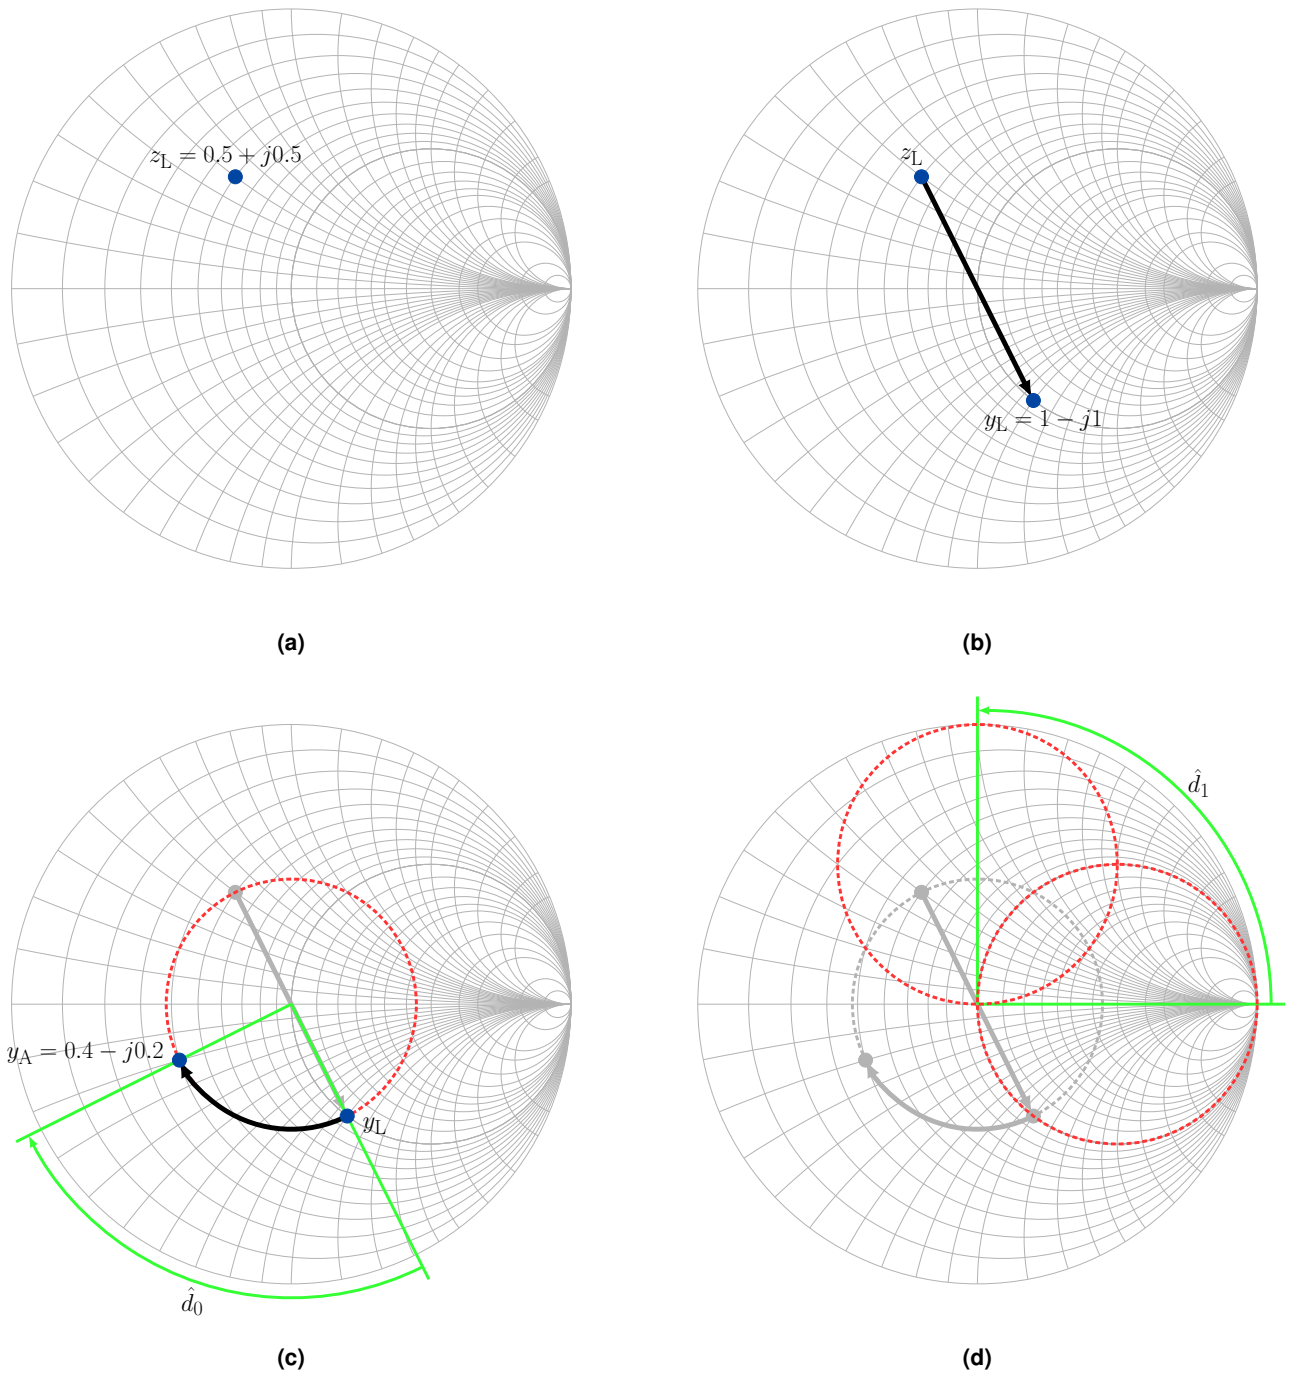 z_L = 0.5 + j0.5
z_L
y_L = 1 − j1
(a)
(b)
d̂_1
y_A = 0.4 − j0.2
y_L
d̂_0
(c)
(d)